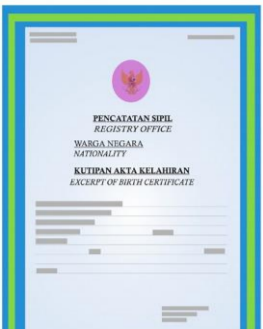 PENCATATAN SIPIL
REGISTRY OFFICE
WARGA NEGARA
NATIONALITY
KUTIPAN AKTA KELAHIRAN
EXCERPT OF BIRTH CERTIFICATE